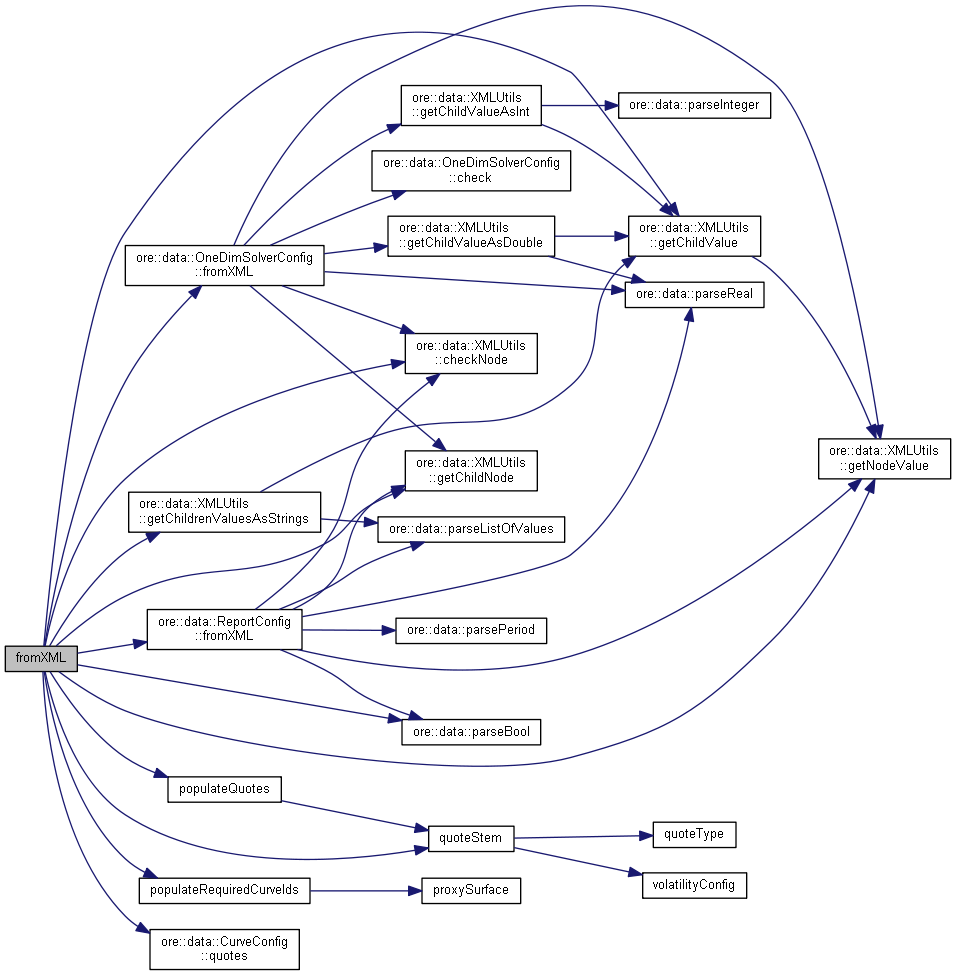 ore::data::XMLUtils
::getChildValueAsInt
ore::data::parseInteger
ore::data::OneDimSolverConfig
::check
ore::data::XMLUtils
::getChildValueAsDouble
ore::data::XMLUtils
::getChildValue
ore::data::OneDimSolverConfig
::fromXML
ore::data::parseReal
ore::data::XMLUtils
::checkNode
ore::data::XMLUtils
::getNodeValue
ore::data::XMLUtils
::getChildNode
ore::data::XMLUtils
::getChildrenValuesAsStrings
ore::data::parseListOfValues
ore::data::ReportConfig
::fromXML
ore::data::parsePeriod
fromXML
ore::data::parseBool
populateQuotes
quoteStem
quoteType
populateRequiredCurveIds
proxySurface
volatilityConfig
ore::data::CurveConfig
::quotes